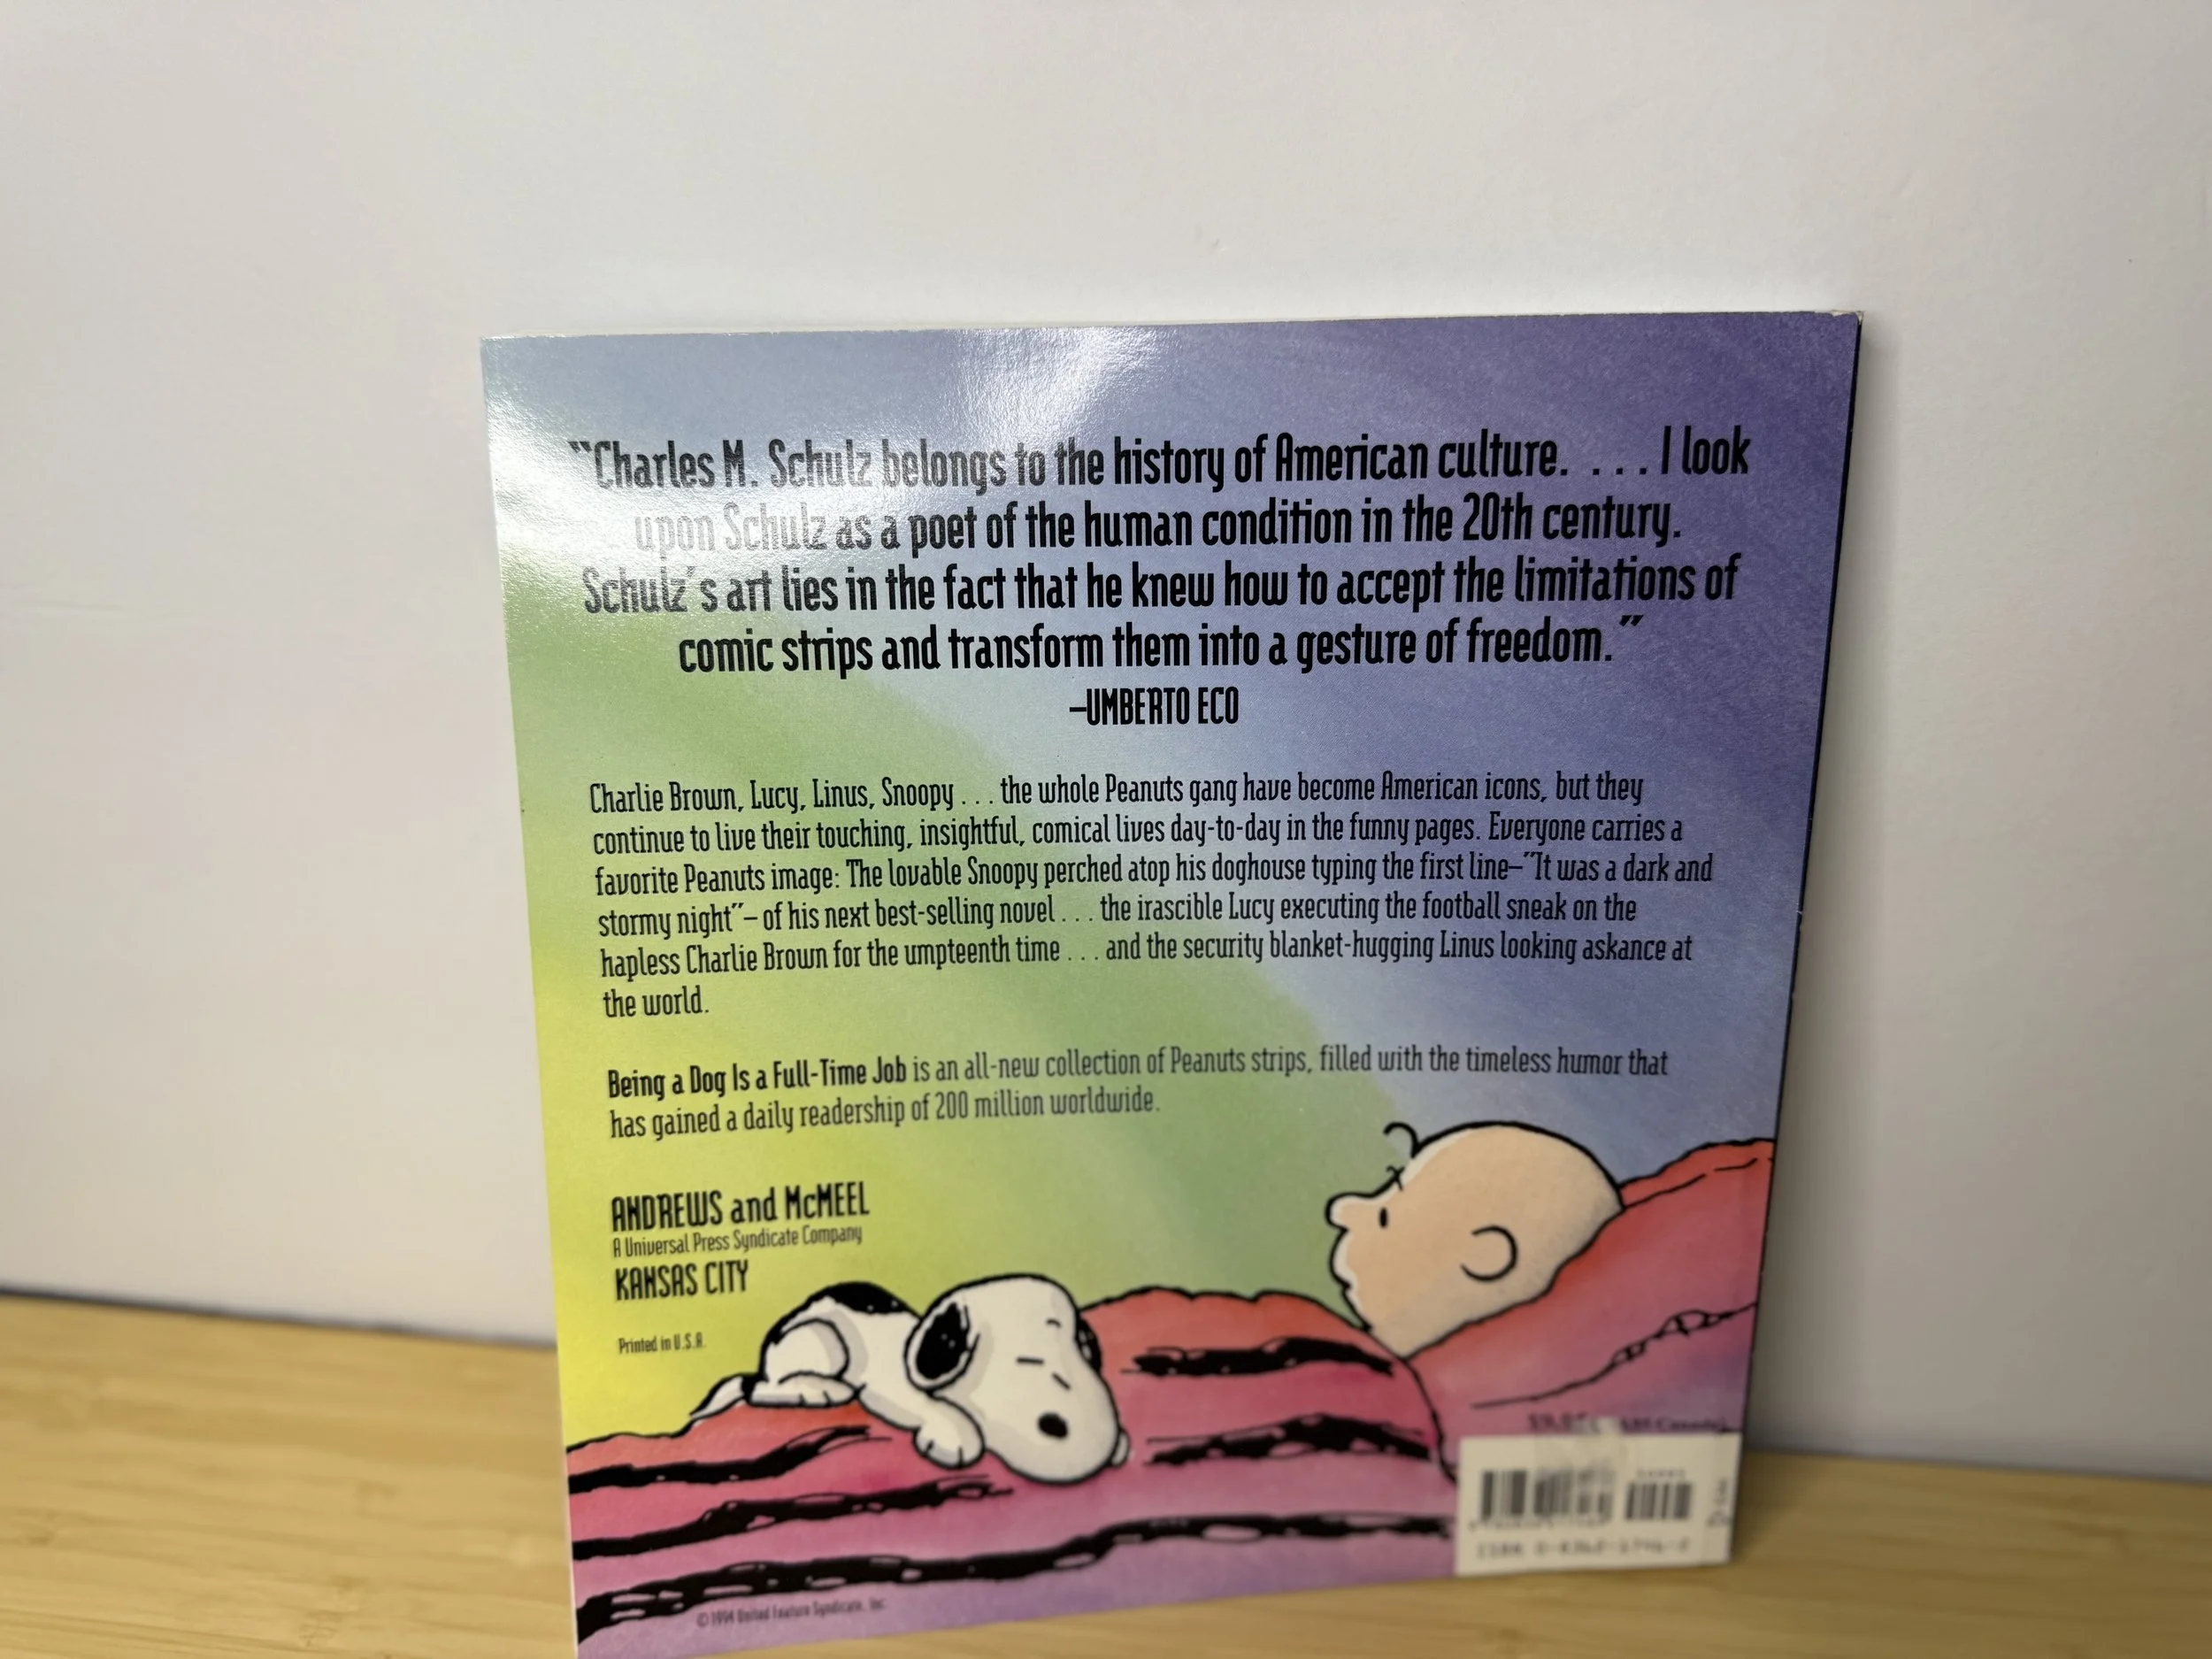 “Charles M. Schulz belongs to the history of American culture. . . . I look
upon Schulz as a poet of the human condition in the 20th century.
Schulz’s art lies in the fact that he knew how to accept the limitations of
comic strips and transform them into a gesture of freedom.”
–UMBERTO ECO
Charlie Brown, Lucy, Linus, Snoopy . . . the whole Peanuts gang have become American icons, but they
continue to live their touching, insightful, comical lives day-to-day in the funny pages. Everyone carries a
favorite Peanuts image: The lovable Snoopy perched atop his doghouse typing the first line–“It was a dark and
stormy night”– of his next best-selling novel . . . the irascible Lucy executing the football sneak on the
hapless Charlie Brown for the umpteenth time . . . and the security blanket-hugging Linus looking askance at
the world.
Being a Dog Is a Full-Time Job is an all-new collection of Peanuts strips, filled with the timeless humor that
has gained a daily readership of 200 million worldwide.
ANDREWS and McMEEL
A Universal Press Syndicate Company
KANSAS CITY
Printed in U.S.A.
ISBN
© 1994 United Feature Syndicate, Inc.